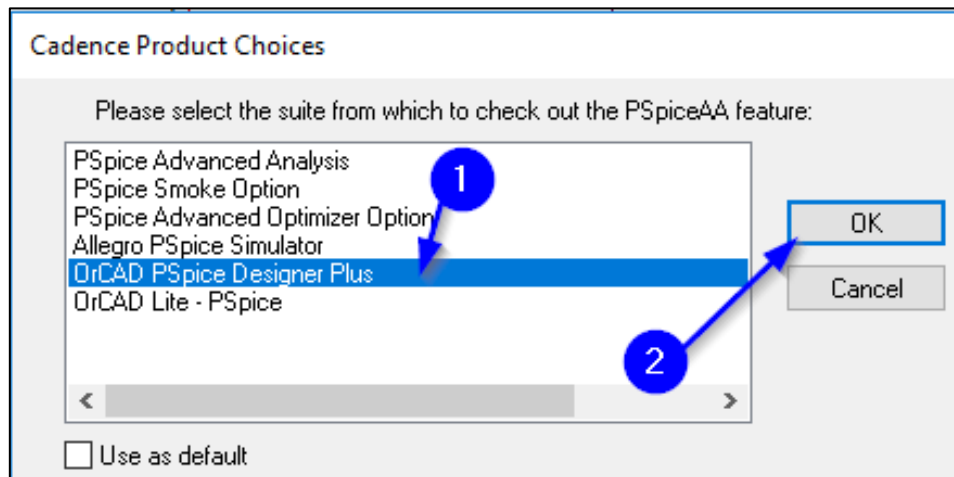 Cadence Product Choices
Please select the suite from which to check out the PSpiceAA feature:
PSpice Advanced Analysis
PSpice Smoke Option
PSpice Advanced Optimizer Option
Allegro PSpice Simulator
OrCAD PSpice Designer Plus
OrCAD Lite - PSpice
1
OK
Cancel
2
Use as default